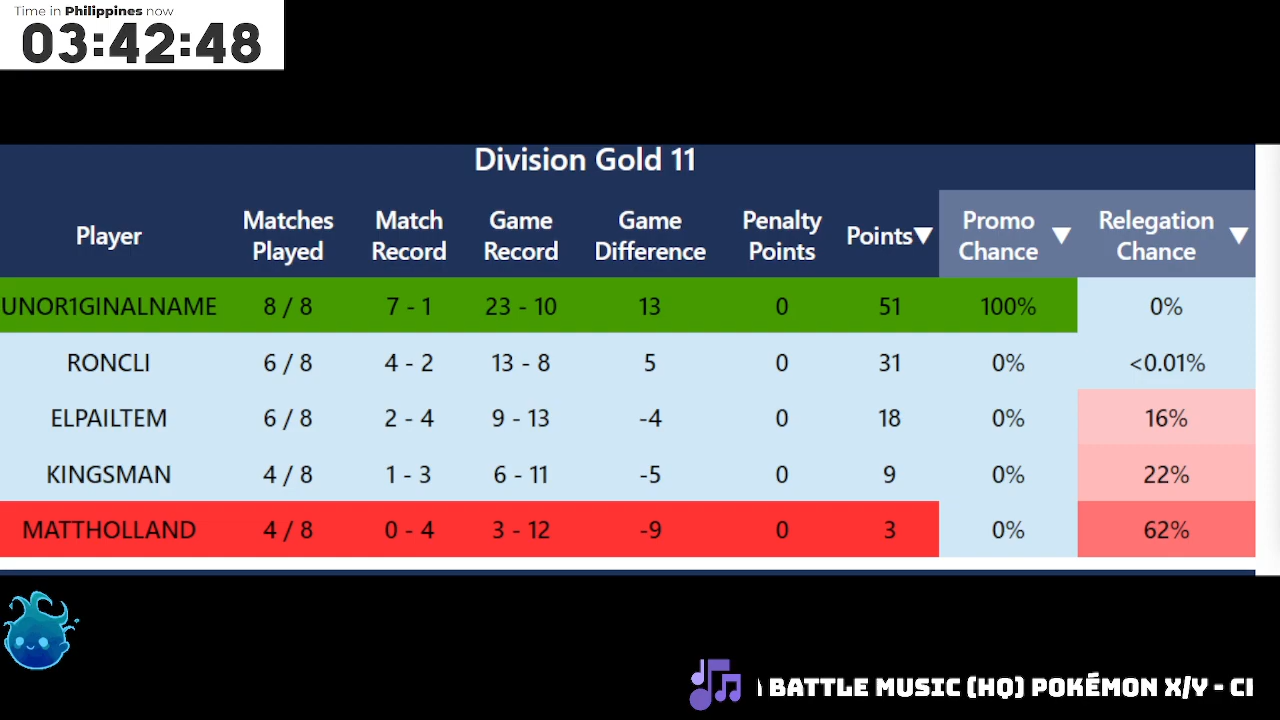 Time in Philippines now
03:42:48
Division Gold 11
Player Matches Played Match Record Game Record Game Difference Penalty Points Points▼ Promo Chance ▼ Relegation Chance ▼
UNOR1GINALNAME 8 / 8 7 - 1 23 - 10 13 0 51 100% 0%
RONCLI 6 / 8 4 - 2 13 - 8 5 0 31 0% <0.01%
ELPAILTEM 6 / 8 2 - 4 9 - 13 -4 0 18 0% 16%
KINGSMAN 4 / 8 1 - 3 6 - 11 -5 0 9 0% 22%
MATTHOLLAND 4 / 8 0 - 4 3 - 12 -9 0 3 0% 62%
BATTLE MUSIC (HQ) POKÉMON X/Y -